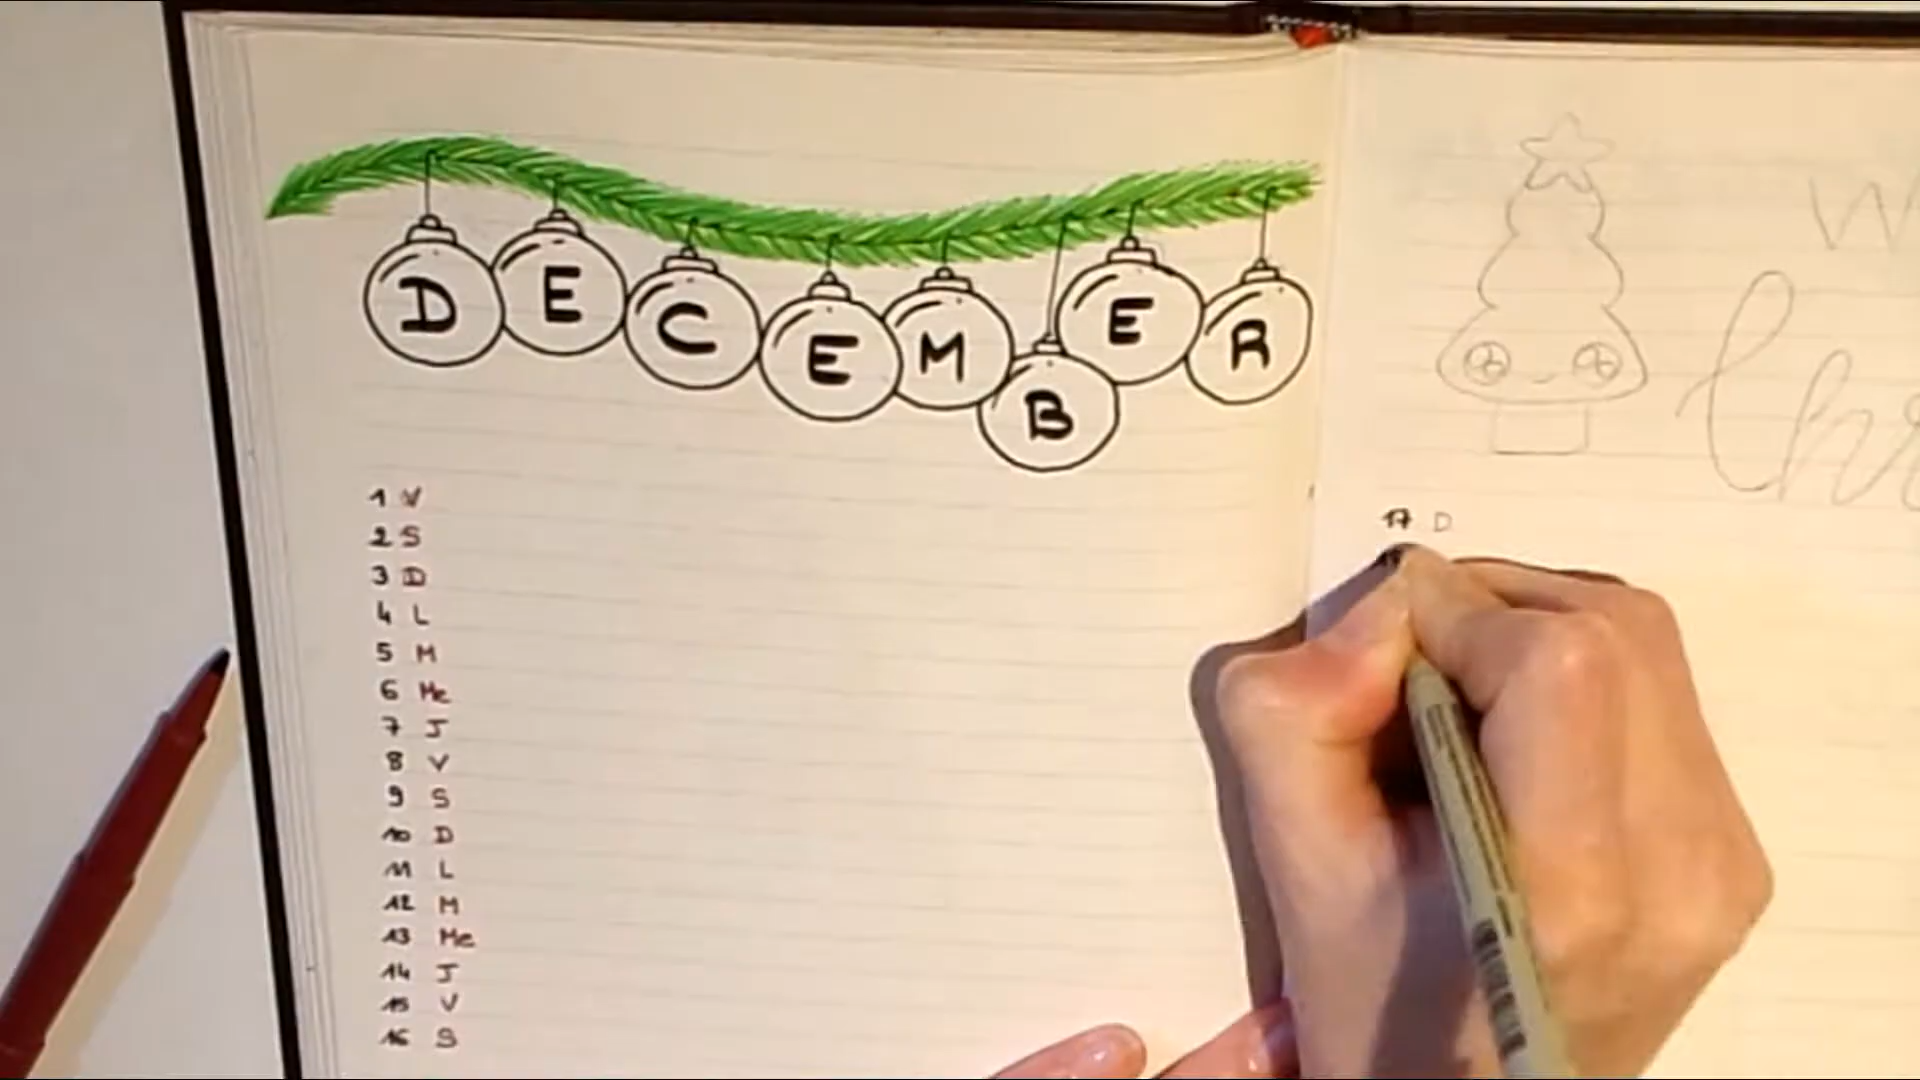 DECEMBER
1 V
2 S
3 D
4 L
5 M
6 Me
7 J
8 V
9 S
10 D
11 L
12 M
13 Me
14 J
15 V
16 S
17 D